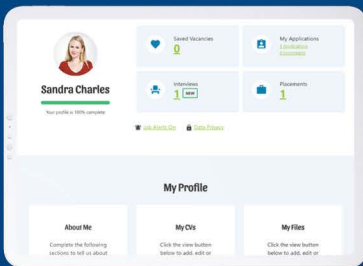 Saved Vacancies
0
My Applications
Interviews
1 NEW
Placements
1
Sandra Charles
Your profile is 100% complete
Job Alerts On
Data Privacy
My Profile
About Me
Complete the following
sections to tell us about
My CVs
Click the view button
below to add, edit or
My Files
Click the view button
below to add, edit or